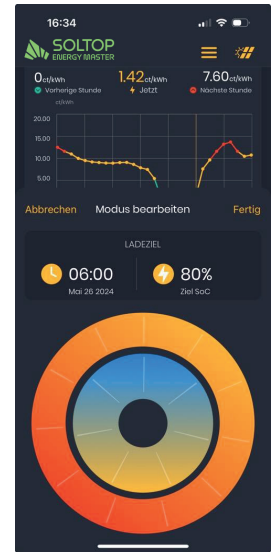 16:34
SOLTOP
ENERGY MASTER
0ct/kWh 1.42ct/kWh 7.60ct/kWh
Vorherige Stunde Jetzt Nächste Stunde
ct/kWh
20.00
15.00
10.00
5.00
Abbrechen Modus bearbeiten Fertig
LADEZIEL
06:00 80%
Mai 26 2024 Ziel SoC